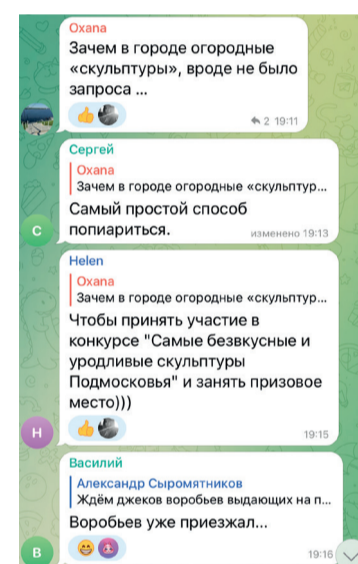 Oxana
Зачем в городе огородные
«скульптуры», вроде не было
запроса ...
2 19:11
Сергей
Oxana
Зачем в городе огородные «скульптур...
Самый простой способ
попиариться.
изменено 19:13
С
Helen
Oxana
Зачем в городе огородные «скульптур...
Чтобы принять участие в
конкурсе "Самые безвкусные и
уродливые скульптуры
Подмосковья" и занять призовое
место)))
19:15
H
Василий
Александр Сыромятников
Ждём джеков воробьев выдающих на п...
Воробьев уже приезжал...
19:16
В